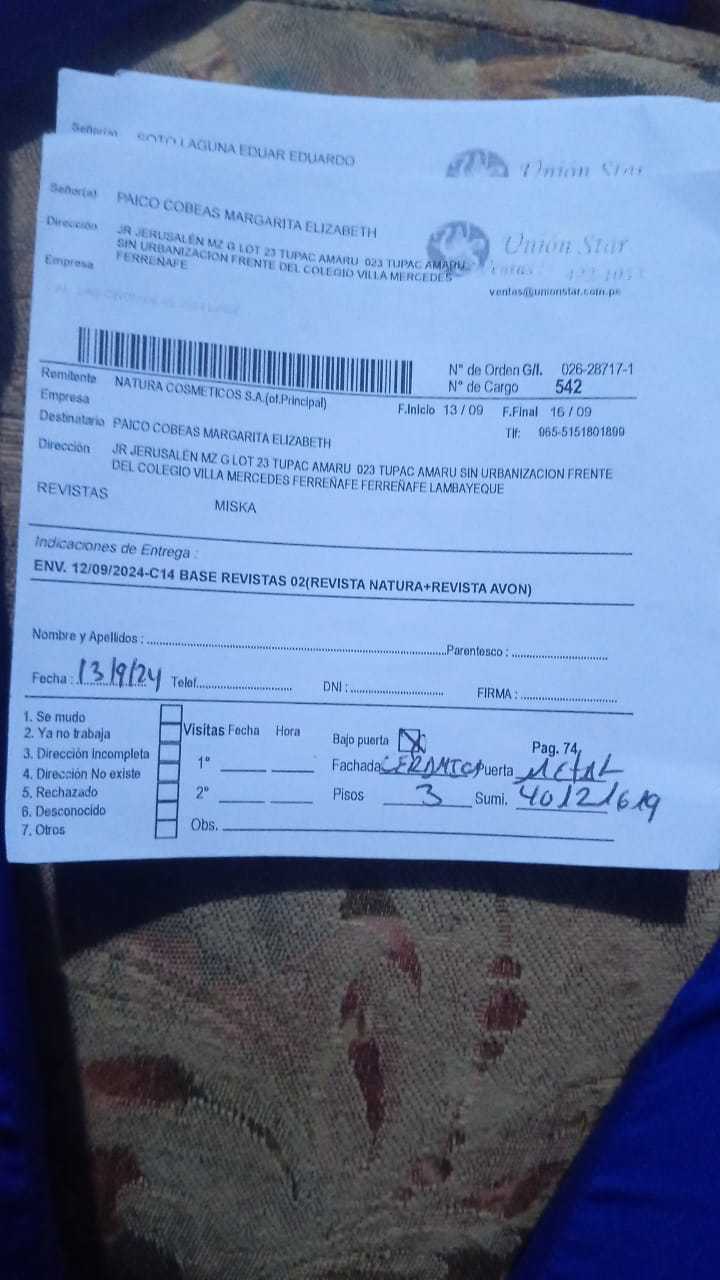 Señor(a) SOTO LAGUNA EDUAR EDUARDO
Unión Star
Señor(a) PAICO COBEAS MARGARITA ELIZABETH
Dirección JR JERUSALÉN MZ G LOT 23 TUPAC AMARU 023 TUPAC AMARU
SIN URBANIZACION FRENTE DEL COLEGIO VILLA MERCEDES
Empresa FERREÑAFE
Unión Star
ventas@unionstar.com.pe
N° de Orden G/I. 026-28717-1
N° de Cargo 542
Remitente NATURA COSMETICOS S.A.(of.Principal)
Empresa F.Inicio 13 / 09 F.Final 16 / 09
Destinatario PAICO COBEAS MARGARITA ELIZABETH Tlf: 965-5151801899
Dirección JR JERUSALÉN MZ G LOT 23 TUPAC AMARU 023 TUPAC AMARU SIN URBANIZACION FRENTE
DEL COLEGIO VILLA MERCEDES FERREÑAFE FERREÑAFE LAMBAYEQUE
REVISTAS MISKA
Indicaciones de Entrega :
ENV. 12/09/2024-C14 BASE REVISTAS 02(REVISTA NATURA+REVISTA AVON)
Nombre y Apellidos : Parentesco :
Fecha : 13/9/24 Telef. DNI : FIRMA :
1. Se mudo
2. Ya no trabaja
3. Dirección Incompleta
4. Dirección No existe
5. Rechazado
6. Desconocido
7. Otros
Visitas Fecha Hora
1°
2°
Obs.
Bajo puerta Pag. 74
Fachada CERAMICA Puerta METAL
Pisos 3 Sumi. 40121619